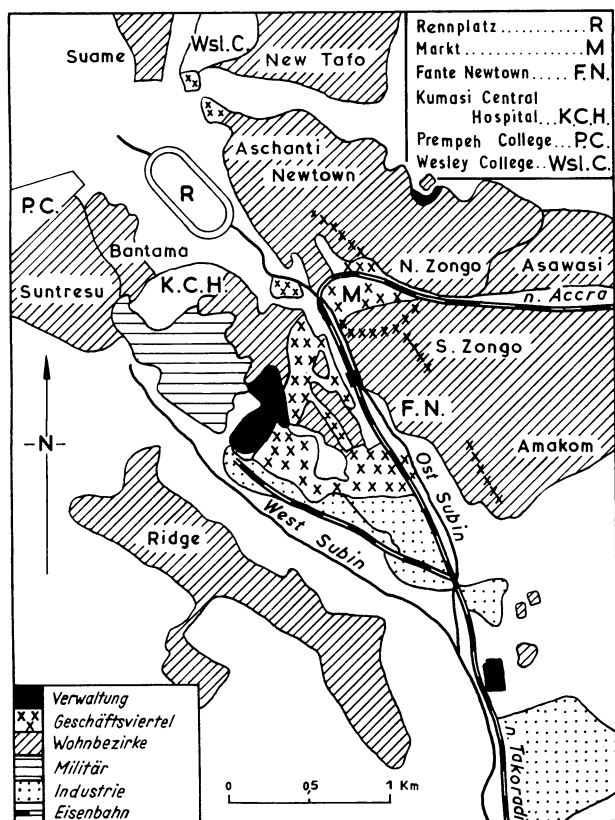 Rennplatz R
Markt M
Fante Newtown ...... F.N.
Kumasi Central
Hospital .. K.C.H.
Prempeh College ... P.C.
Wesley College .. Wsl.C.
Suame
Wsl.C.
New Tafo
Aschanti
Newtown
R
P.C.
Bantama
K.C.H.
Suntresu
M
N. Zongo
Asawasi
n. Accra
S. Zongo
F.N.
-N-
Amakom
Ost Subin
West Subin
Ridge
Verwaltung
Geschäftsviertel
Wohnbezirke
Militär
Industrie
Eisenbahn
0 0,5 1 Km
n. Takoradi